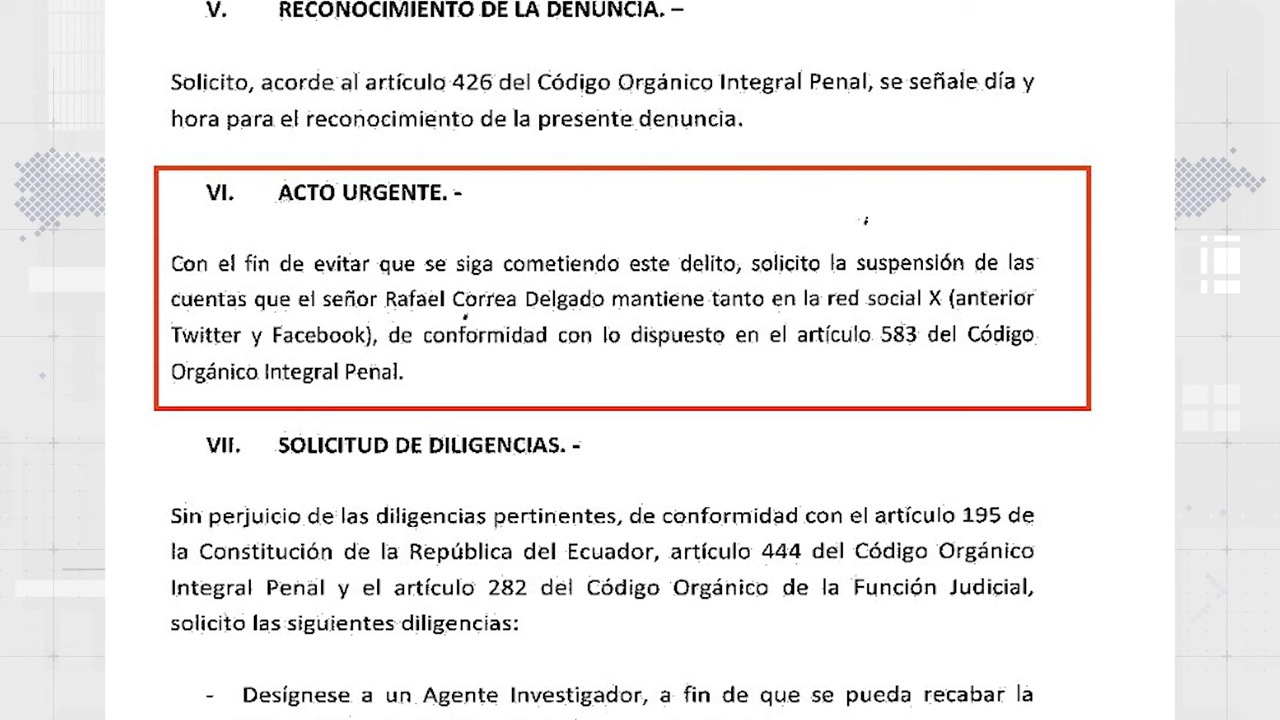 V. RECONOCIMIENTO DE LA DENUNCIA. –
Solicito, acorde al artículo 426 del Código Orgánico Integral Penal, se señale día y
hora para el reconocimiento de la presente denuncia.
VI. ACTO URGENTE. -
Con el fin de evitar que se siga cometiendo este delito, solicito la suspensión de las
cuentas que el señor Rafael Correa Delgado mantiene tanto en la red social X (anterior
Twitter y Facebook), de conformidad con lo dispuesto en el artículo 583 del Código
Orgánico Integral Penal.
VII. SOLICITUD DE DILIGENCIAS. -
Sin perjuicio de las diligencias pertinentes, de conformidad con el artículo 195 de
la Constitución de la República del Ecuador, artículo 444 del Código Orgánico
Integral Penal y el artículo 282 del Código Orgánico de la Función Judicial,
solicito las siguientes diligencias:
- Desígnese a un Agente Investigador, a fin de que se pueda recabar la